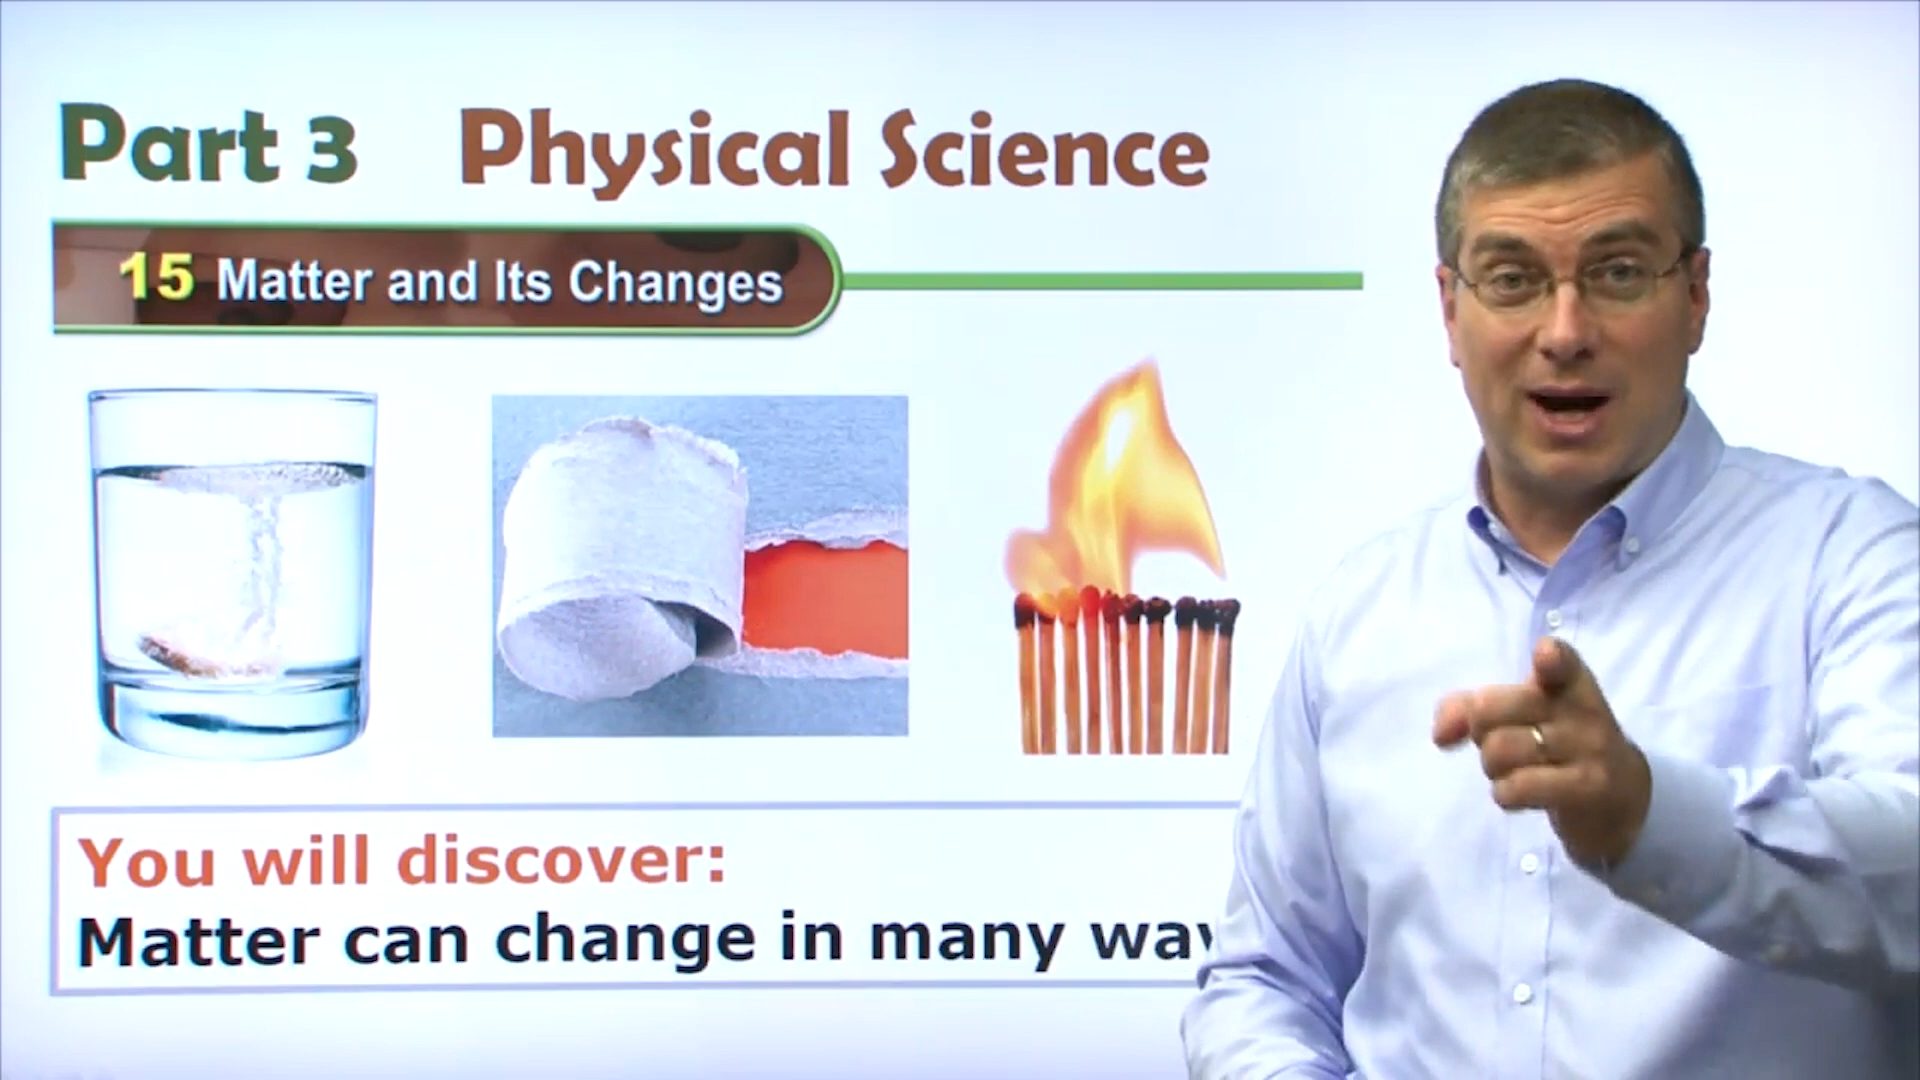 Part 3 Physical Science
15 Matter and Its Changes
You will discover:
Matter can change in many